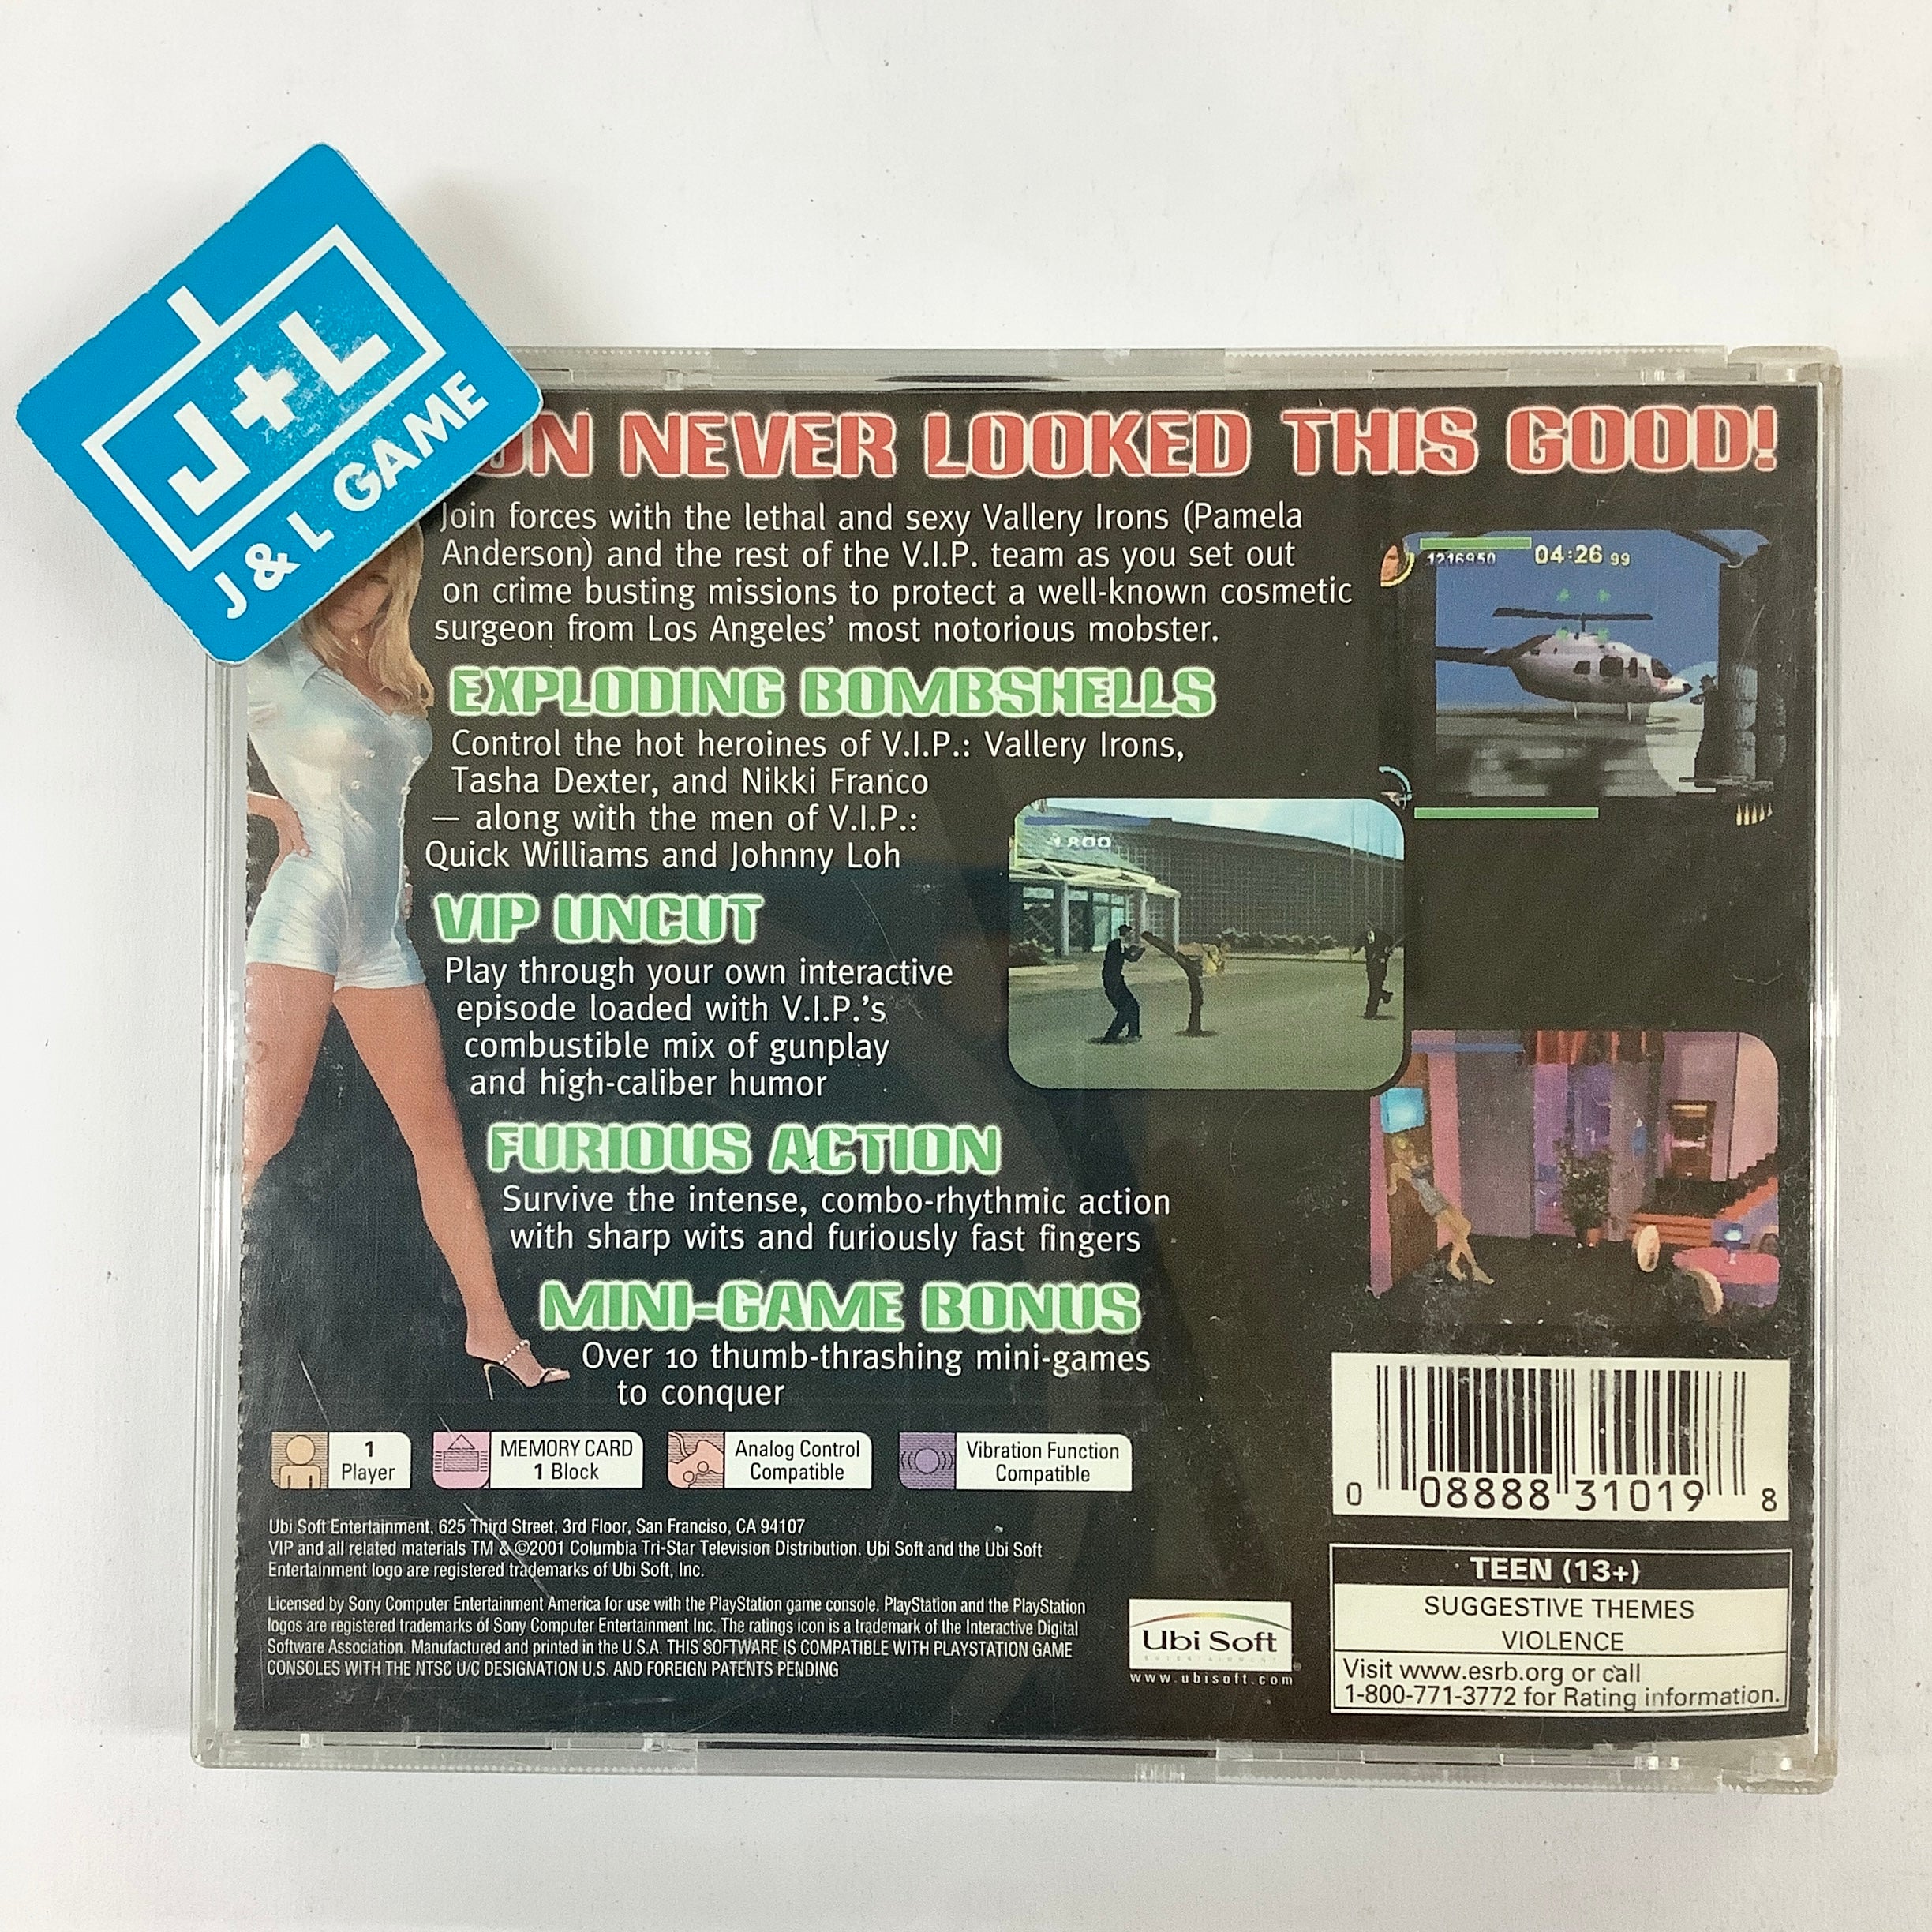 J+L
J & L GAME
ON NEVER LOOKED THIS GOOD!
Join forces with the lethal and sexy Vallery Irons (Pamela
Anderson) and the rest of the V.I.P. team as you set out
on crime busting missions to protect a well-known cosmetic
surgeon from Los Angeles' most notorious mobster.
EXPLODING BOMBSHELLS
Control the hot heroines of V.I.P.: Vallery Irons,
Tasha Dexter, and Nikki Franco
— along with the men of V.I.P.:
Quick Williams and Johnny Loh
VIP UNCUT
Play through your own interactive
episode loaded with V.I.P.'s
combustible mix of gunplay
and high-caliber humor
FURIOUS ACTION
Survive the intense, combo-rhythmic action
with sharp wits and furiously fast fingers
MINI-GAME BONUS
Over 10 thumb-thrashing mini-games
to conquer
1216950 04:26 99
1800
1
Player
MEMORY CARD
1 Block
Analog Control
Compatible
Vibration Function
Compatible
Ubi Soft Entertainment, 625 Third Street, 3rd Floor, San Franciso, CA 94107
VIP and all related materials TM & ©2001 Columbia Tri-Star Television Distribution. Ubi Soft and the Ubi Soft
Entertainment logo are registered trademarks of Ubi Soft, Inc.
Licensed by Sony Computer Entertainment America for use with the PlayStation game console. PlayStation and the PlayStation
logos are registered trademarks of Sony Computer Entertainment Inc. The ratings icon is a trademark of the Interactive Digital
Software Association. Manufactured and printed in the U.S.A. THIS SOFTWARE IS COMPATIBLE WITH PLAYSTATION GAME
CONSOLES WITH THE NTSC U/C DESIGNATION U.S. AND FOREIGN PATENTS PENDING
Ubi Soft
ENTERTAINMENT
www.ubisoft.com
0 08888 31019 8
TEEN (13+)
SUGGESTIVE THEMES
VIOLENCE
Visit www.esrb.org or call
1-800-771-3772 for Rating information.